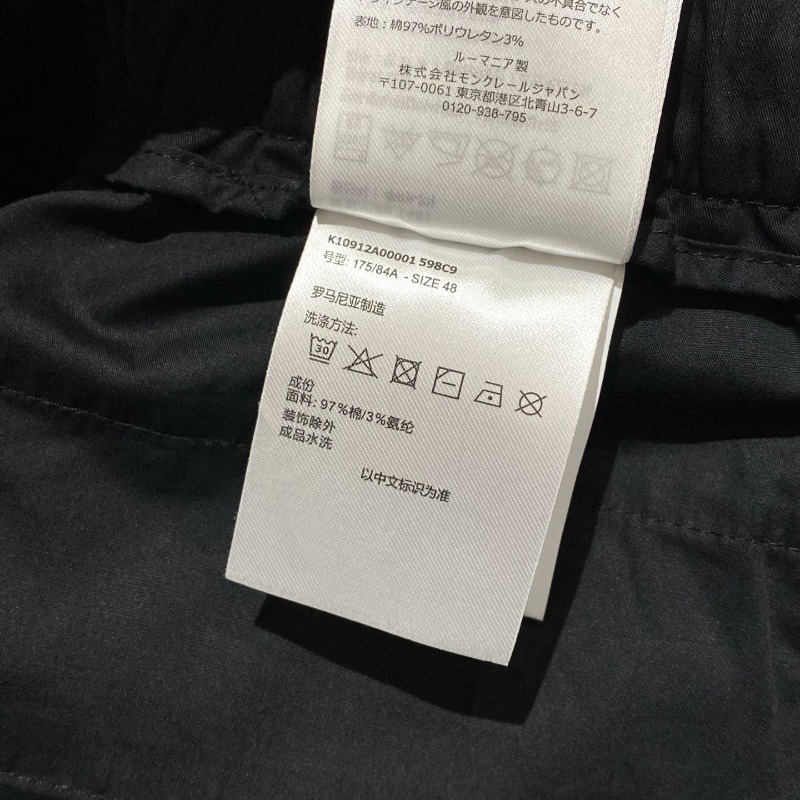 の不具合でなく
ヴィンテージ風の外観を意図したものです。
表地：綿97%ポリウレタン3%
ルーマニア製
株式会社モンクレールジャパン
〒107-0061 東京都港区北青山3-6-7
0120-938-795
K10912A00001 598C9
号型: 175/84A - SIZE 48
罗马尼亚制造
洗涤方法:
30
成份
面料: 97%棉/3%氨纶
装饰除外
成品水洗
以中文标识为准